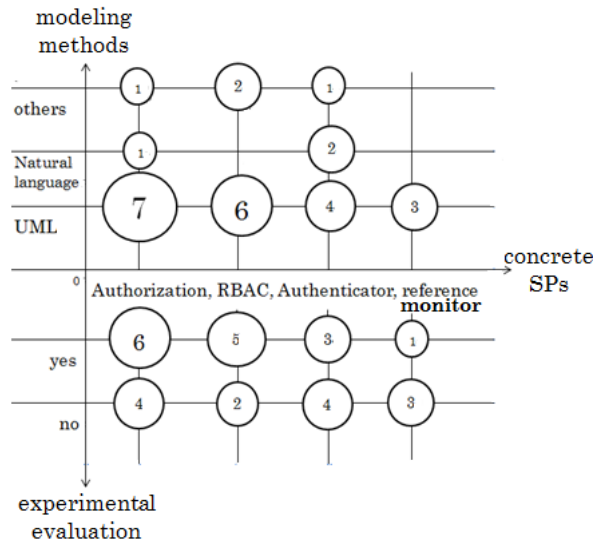 modeling
methods
1 2 1
others
1 2
Natural
language
7 6 4 3
UML
concrete
SPs
0
Authorization, RBAC, Authenticator, reference
monitor
6 5 3 1
yes
4 2 4 3
no
experimental
evaluation